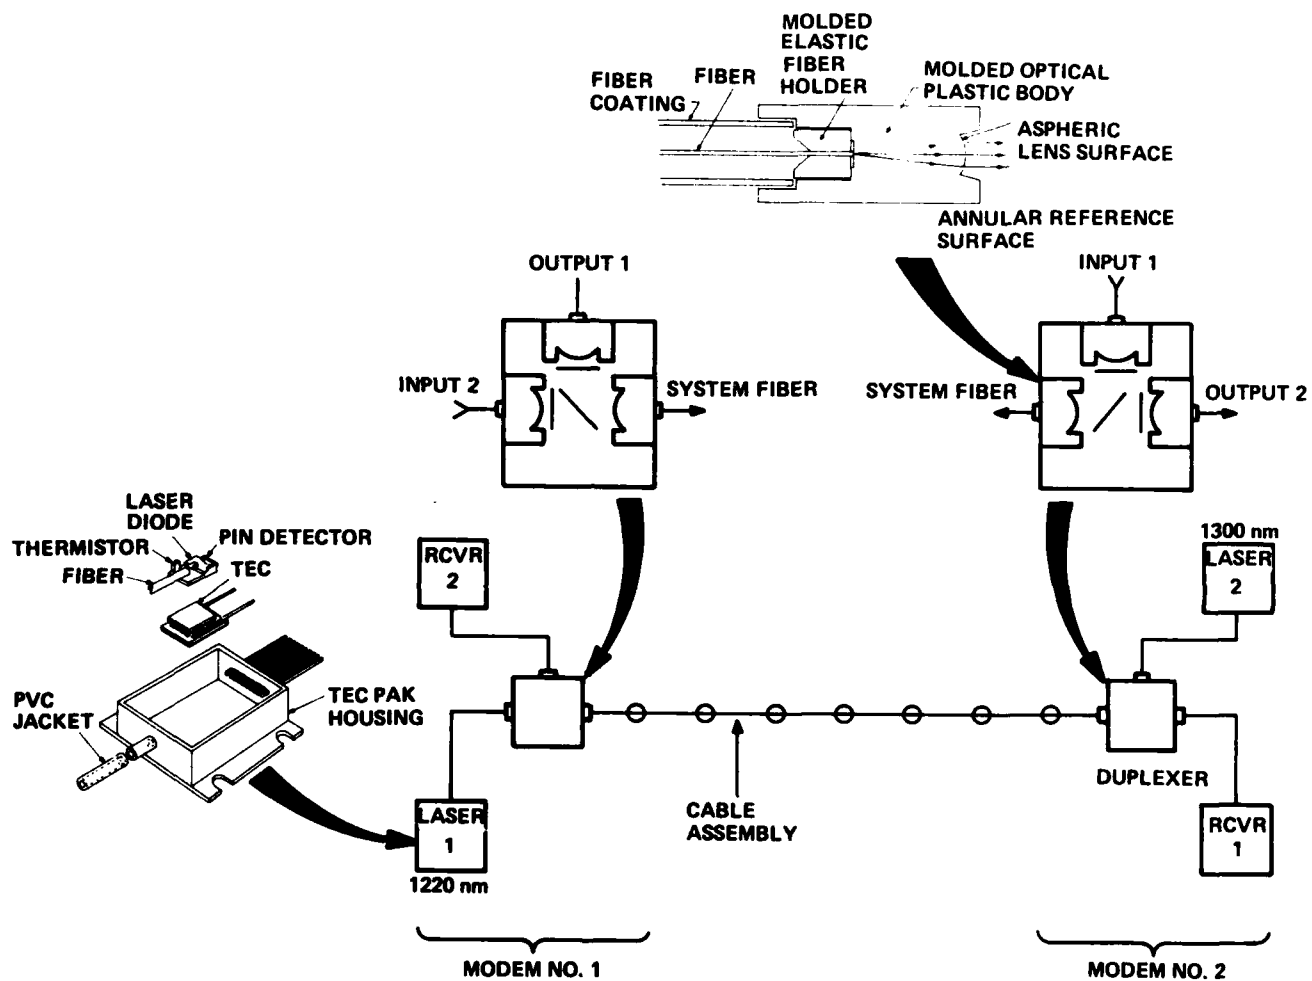 MOLDED
ELASTIC
FIBER
HOLDER
FIBER
COATING
FIBER
MOLDED OPTICAL
PLASTIC BODY
ASPHERIC
LENS SURFACE
ANNULAR REFERENCE
SURFACE
OUTPUT 1
INPUT 1
INPUT 2
SYSTEM FIBER
SYSTEM FIBER
OUTPUT 2
LASER
DIODE
PIN DETECTOR
THERMISTOR
FIBER
TEC
RCVR
2
1300 nm
LASER
2
PVC
JACKET
TEC PAK
HOUSING
DUPLEXER
CABLE
ASSEMBLY
LASER
1
1220 nm
RCVR
1
MODEM NO. 1
MODEM NO. 2